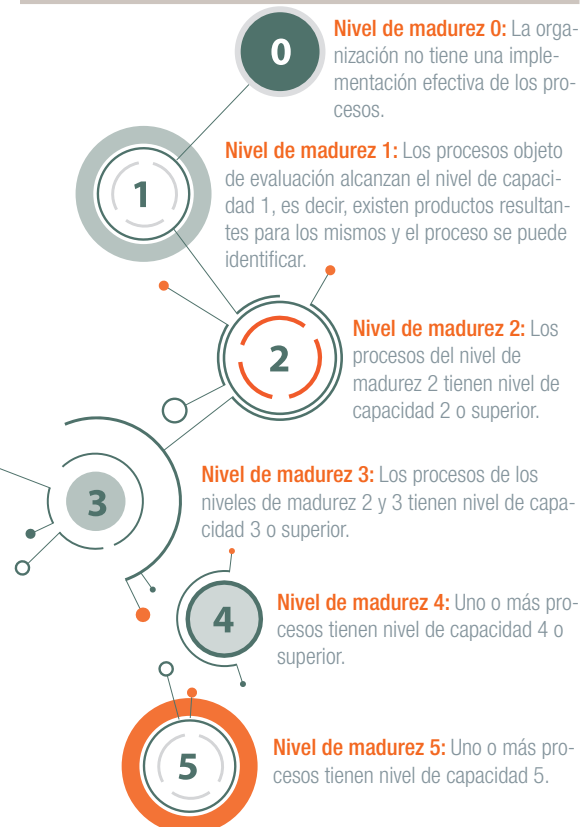 0
Nivel de madurez 0: La orga-
nización no tiene una imple-
mentación efectiva de los pro-
cesos.
1
Nivel de madurez 1: Los procesos objeto
de evaluación alcanzan el nivel de capaci-
dad 1, es decir, existen productos resultan-
tes para los mismos y el proceso se puede
identificar.
2
Nivel de madurez 2: Los
procesos del nivel de
madurez 2 tienen nivel de
capacidad 2 o superior.
3
Nivel de madurez 3: Los procesos de los
niveles de madurez 2 y 3 tienen nivel de capa-
cidad 3 o superior.
4
Nivel de madurez 4: Uno o más pro-
cesos tienen nivel de capacidad 4 o
superior.
5
Nivel de madurez 5: Uno o más pro-
cesos tienen nivel de capacidad 5.